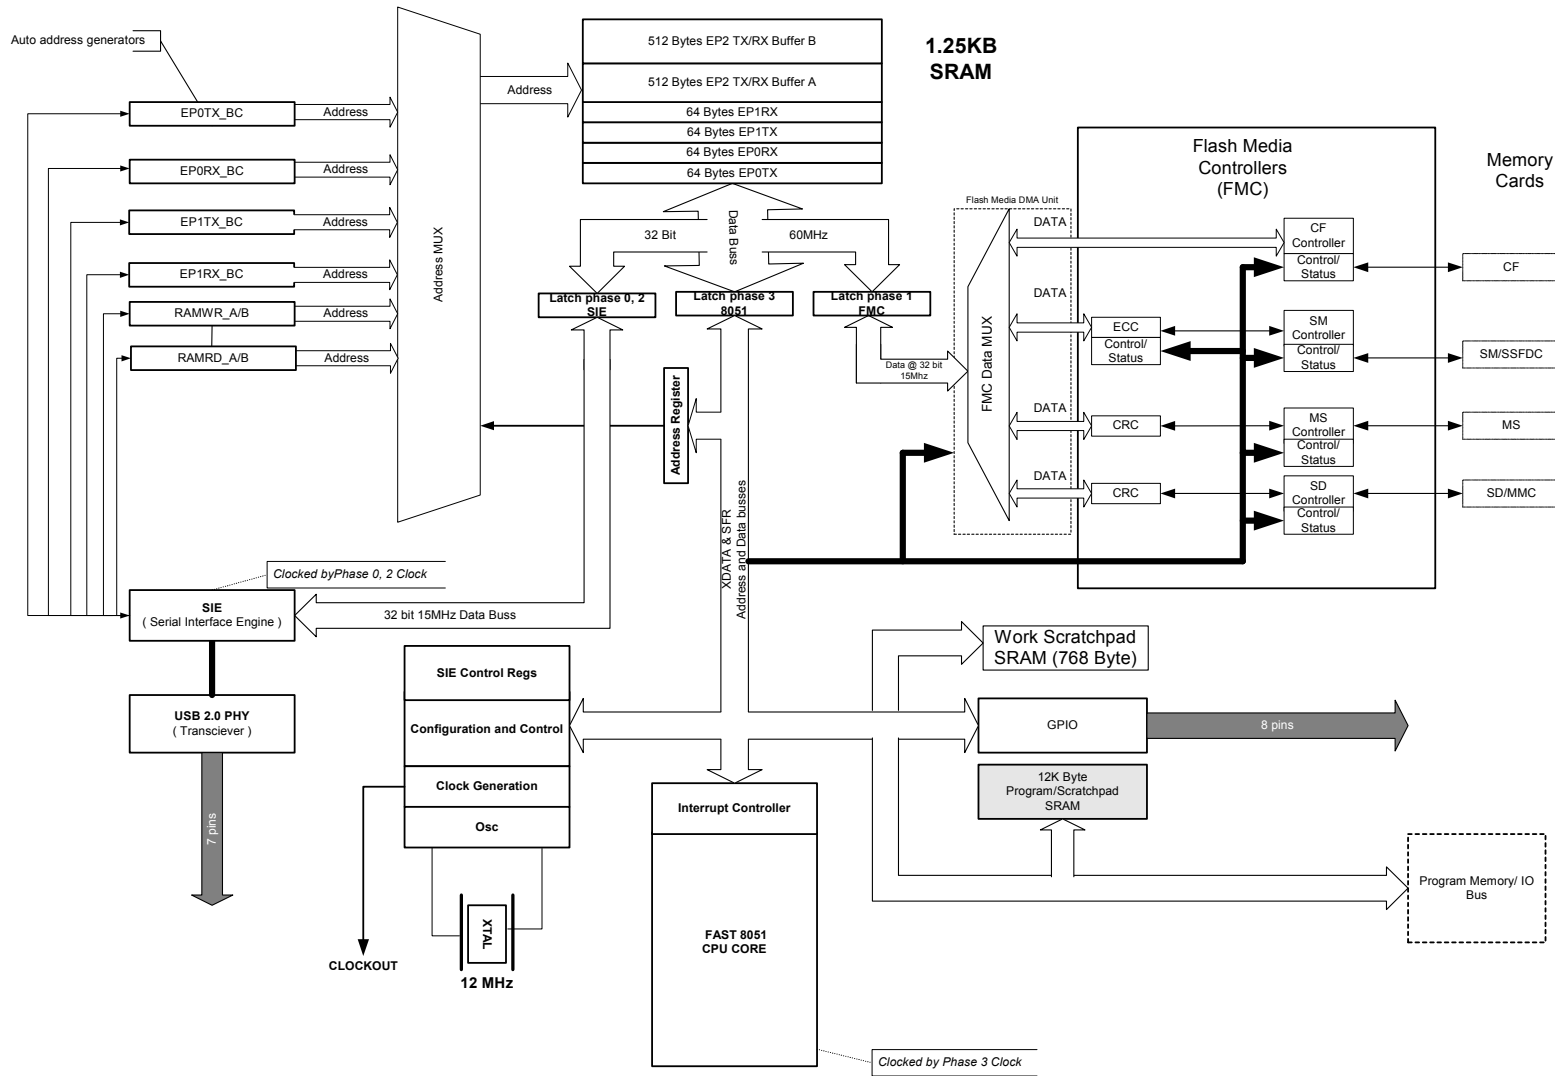 Auto address generators
EP0TX_BC
EP0RX_BC
EP1TX_BC
EP1RX_BC
RAMWR_A/B
RAMRD_A/B
Address
Address
Address
Address
Address
Address
Address MUX
Address
512 Bytes EP2 TX/RX Buffer B
512 Bytes EP2 TX/RX Buffer A
64 Bytes EP1RX
64 Bytes EP1TX
64 Bytes EP0RX
64 Bytes EP0TX
1.25KB
SRAM
32 Bit
Data Buss
60MHz
Latch phase 0, 2
SIE
Latch phase 3
8051
Latch phase 1
FMC
Data @ 32 bit
15Mhz
Address Register
Flash Media DMA Unit
FMC Data MUX
DATA
DATA
DATA
DATA
Flash Media
Controllers
(FMC)
Memory
Cards
CF
Controller
Control/
Status
CF
ECC
Control/
Status
SM
Controller
Control/
Status
SM/SSFDC
CRC
MS
Controller
Control/
Status
MS
CRC
SD
Controller
Control/
Status
SD/MMC
XDATA & SFR
Address and Data busses
Clocked byPhase 0, 2 Clock
SIE
( Serial Interface Engine )
32 bit 15MHz Data Buss
USB 2.0 PHY
( Transciever )
7 pins
SIE Control Regs
Configuration and Control
Clock Generation
Osc
XTAL
12 MHz
CLOCKOUT
Interrupt Controller
FAST 8051
CPU CORE
Clocked by Phase 3 Clock
Work Scratchpad
SRAM (768 Byte)
GPIO
8 pins
12K Byte
Program/Scratchpad
SRAM
Program Memory/ IO
Bus